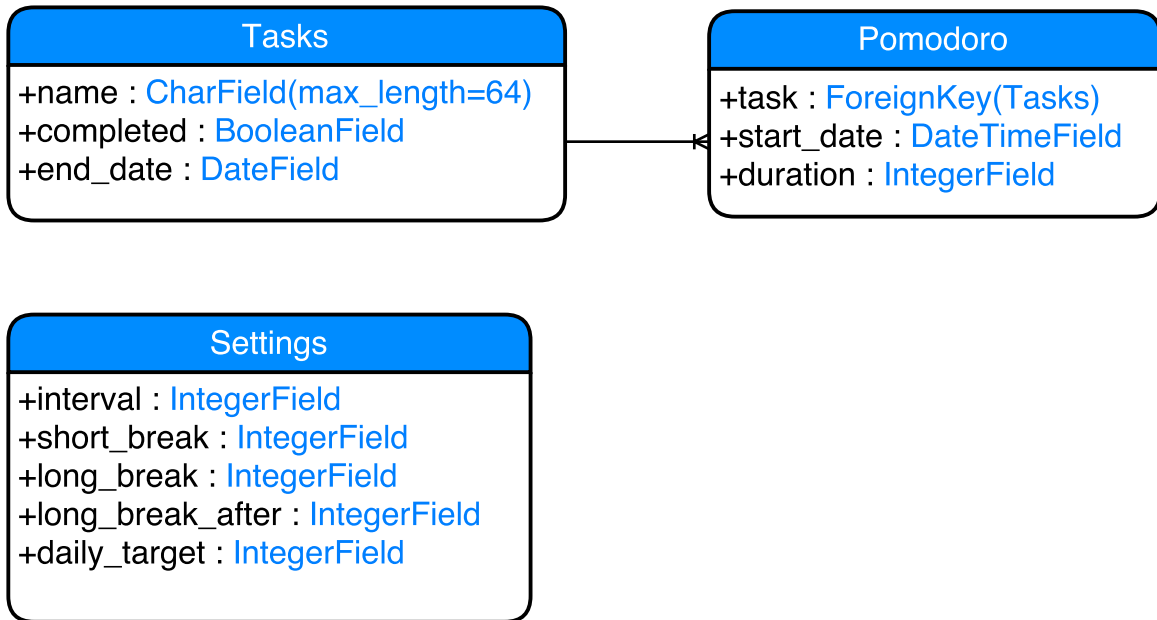 Tasks
+name : CharField(max_length=64)
+completed : BooleanField
+end_date : DateField
Pomodoro
+task : ForeignKey(Tasks)
+start_date : DateTimeField
+duration : IntegerField
Settings
+interval : IntegerField
+short_break : IntegerField
+long_break : IntegerField
+long_break_after : IntegerField
+daily_target : IntegerField